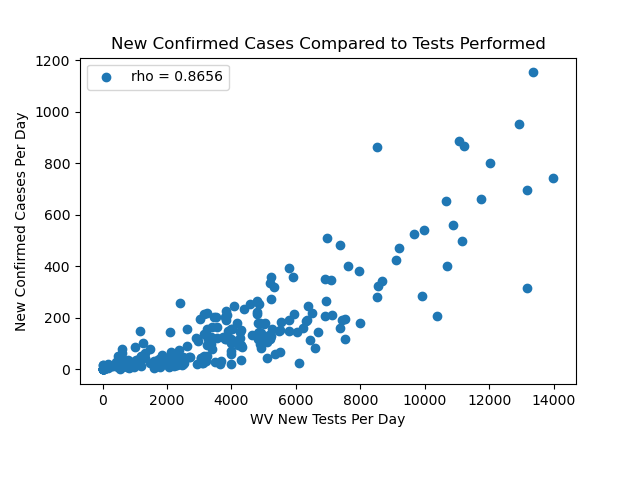 New Confirmed Cases Compared to Tests Performed
rho = 0.8656
1200
1000
800
600
400
200
0
New Confirmed Caeses Per Day
0 2000 4000 6000 8000 10000 12000 14000
WV New Tests Per Day